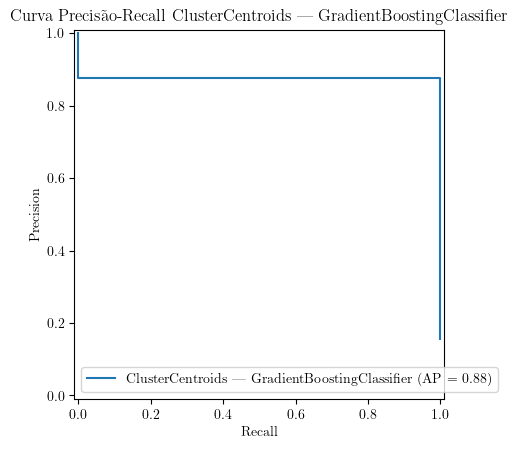 Curva Precisão-Recall ClusterCentroids — GradientBoostingClassifier
1.0
0.8
0.6
0.4
0.2
0.0
Precision
ClusterCentroids — GradientBoostingClassifier (AP = 0.88)
0.0 0.2 0.4 0.6 0.8 1.0
Recall